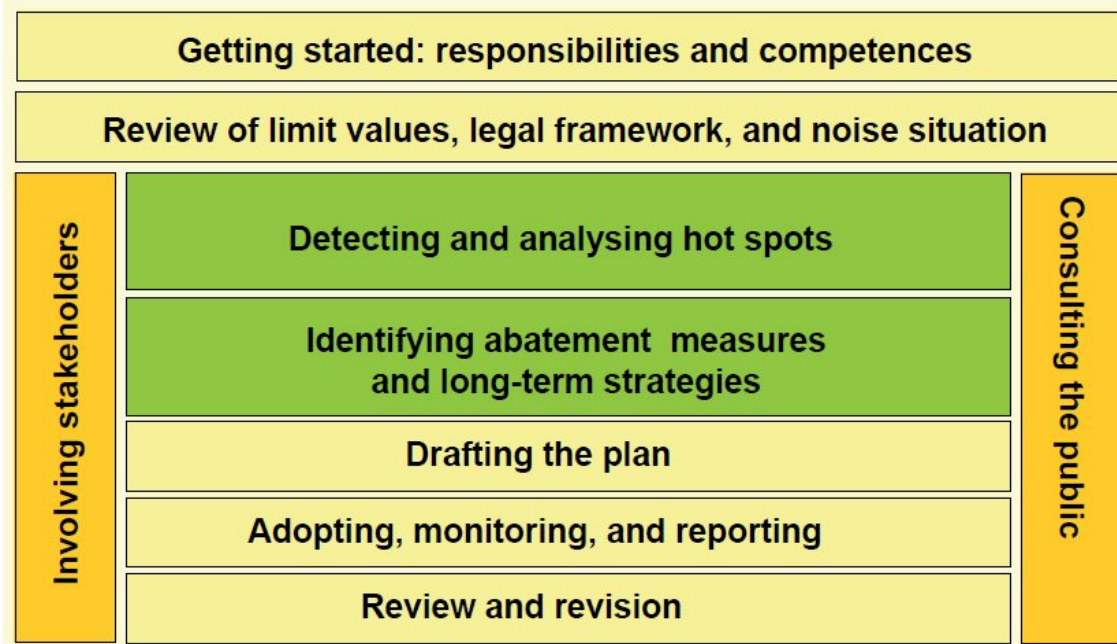 Getting started: responsibilities and competences
Review of limit values, legal framework, and noise situation
Involving stakeholders
Detecting and analysing hot spots
Identifying abatement measures
and long-term strategies
Drafting the plan
Adopting, monitoring, and reporting
Review and revision
Consulting the public